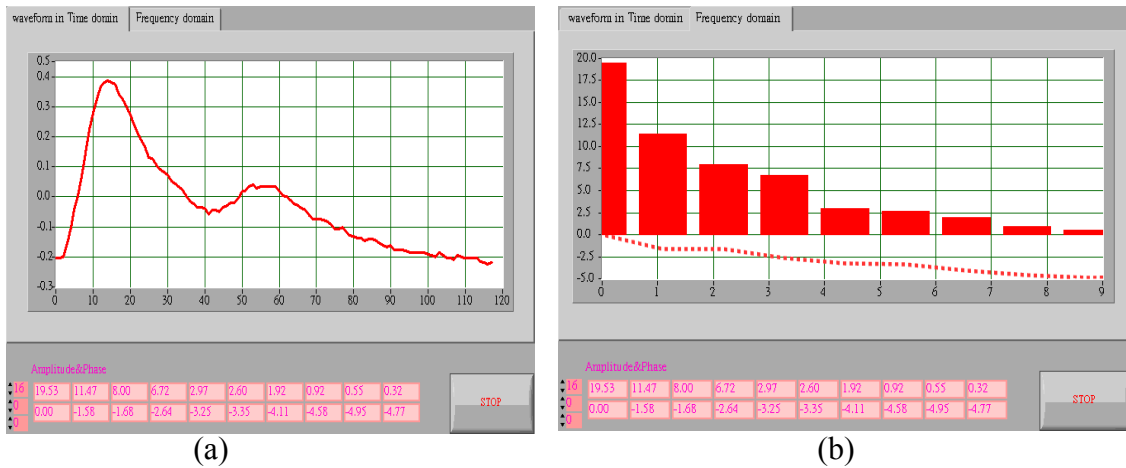 waveform in Time domin Frequency domain
0.5
0.4
0.3
0.2
0.1
0.0
-0.1
-0.2
-0.3
0 10 20 30 40 50 60 70 80 90 100 110 120
Amplitude&Phase
16 19.53 11.47 8.00 6.72 2.97 2.60 1.92 0.92 0.55 0.32
0 0.00 -1.58 -1.68 -2.64 -3.25 -3.35 -4.11 -4.58 -4.95 -4.77
0
STOP
(a)
waveform in Time domin Frequency domain
20.0
17.5
15.0
12.5
10.0
7.5
5.0
2.5
0.0
-2.5
-5.0
0 1 2 3 4 5 6 7 8 9
Amplitude&Phase
16 19.53 11.47 8.00 6.72 2.97 2.60 1.92 0.92 0.55 0.32
0 0.00 -1.58 -1.68 -2.64 -3.25 -3.35 -4.11 -4.58 -4.95 -4.77
0
STOP
(b)